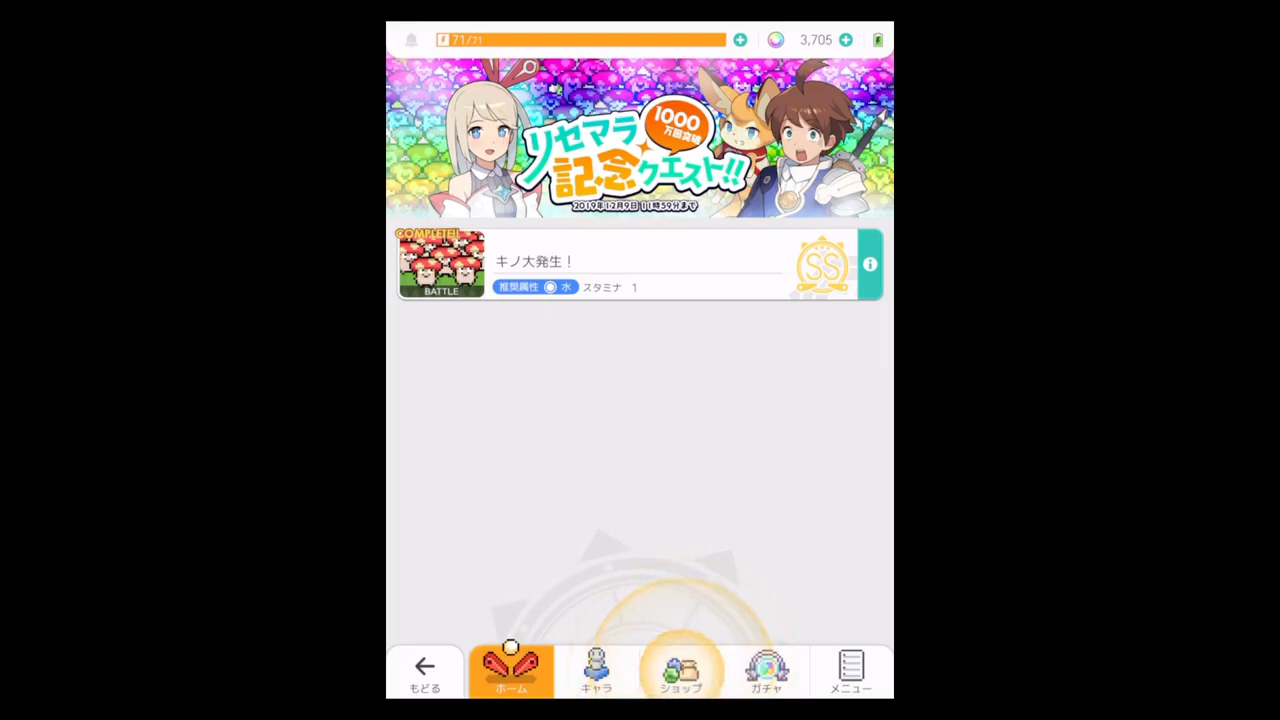 71/71
3,705
リセマラ
1000
万回突破
記念クエスト!!
2019年12月9日 11時59分まで
COMPLETE!!
キノ大発生！
SS
BATTLE
推奨属性 水 スタミナ 1
もどる
ホーム
キャラ
ショップ
ガチャ
メニュー